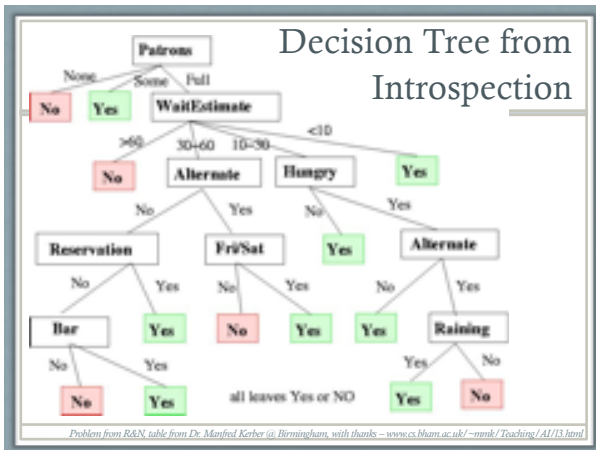 Decision Tree from
Introspection
Patrons
None Some Full
No Yes WaitEstimate
>60 30–60 10–30 <10
No Alternate Hungry Yes
No Yes No Yes
Reservation Fri/Sat Yes Alternate
No Yes No Yes No Yes
Bar Yes No Yes Yes Raining
No Yes Yes No
No Yes all leaves Yes or NO Yes No
Problem from R&N, table from Dr. Manfred Kerber @ Birmingham, with thanks – www.cs.bham.ac.uk/~mmk/Teaching/AI/l3.html